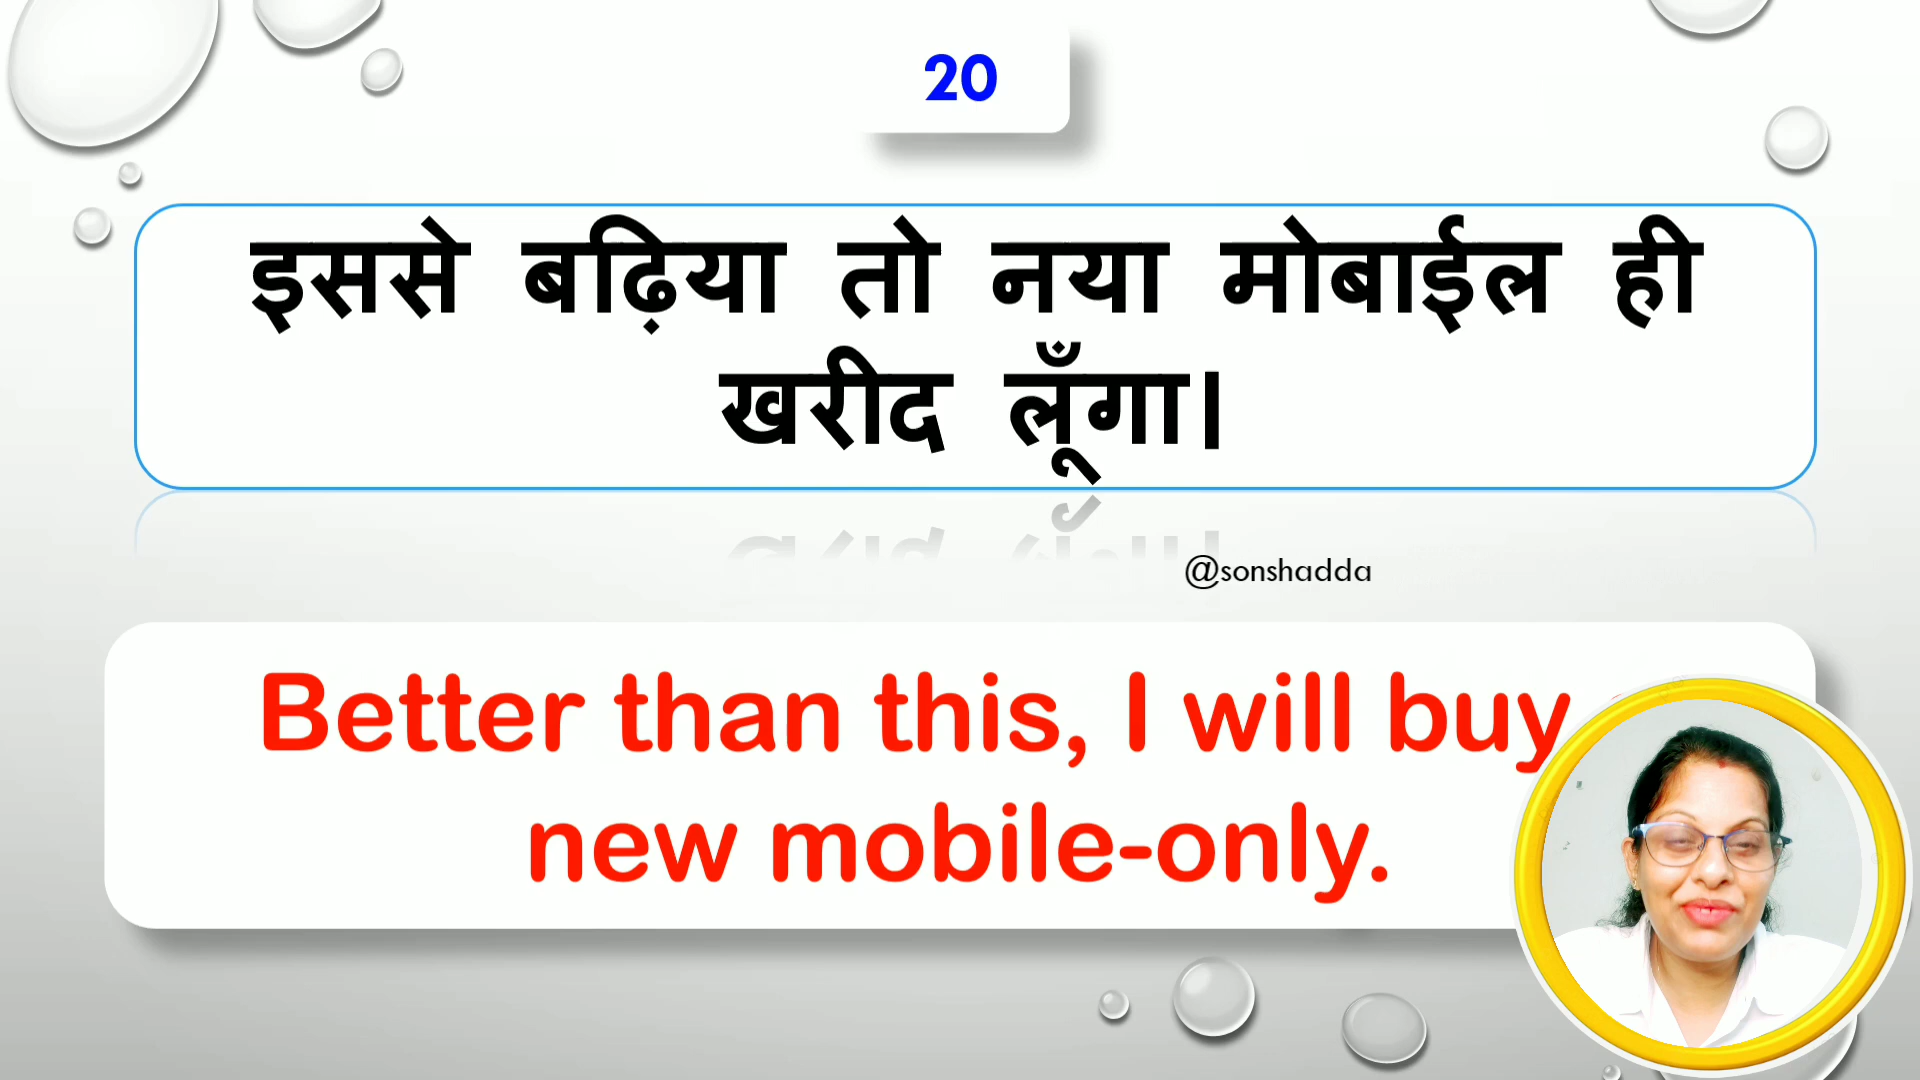 20
इससे बढ़िया तो नया मोबाईल ही
खरीद लूँगा।
@sonshadda
Better than this, I will buy
new mobile-only.